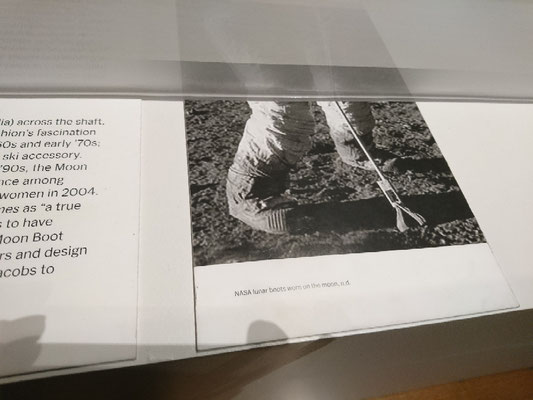 ia) across the shaft,
hion's fascination
60s and early '70s;
ski accessory.
'90s, the Moon
nce among
women in 2004.
mes as "a true
s to have
Moon Boot
rs and design
acobs to
NASA lunar boots worn on the moon, n.d.